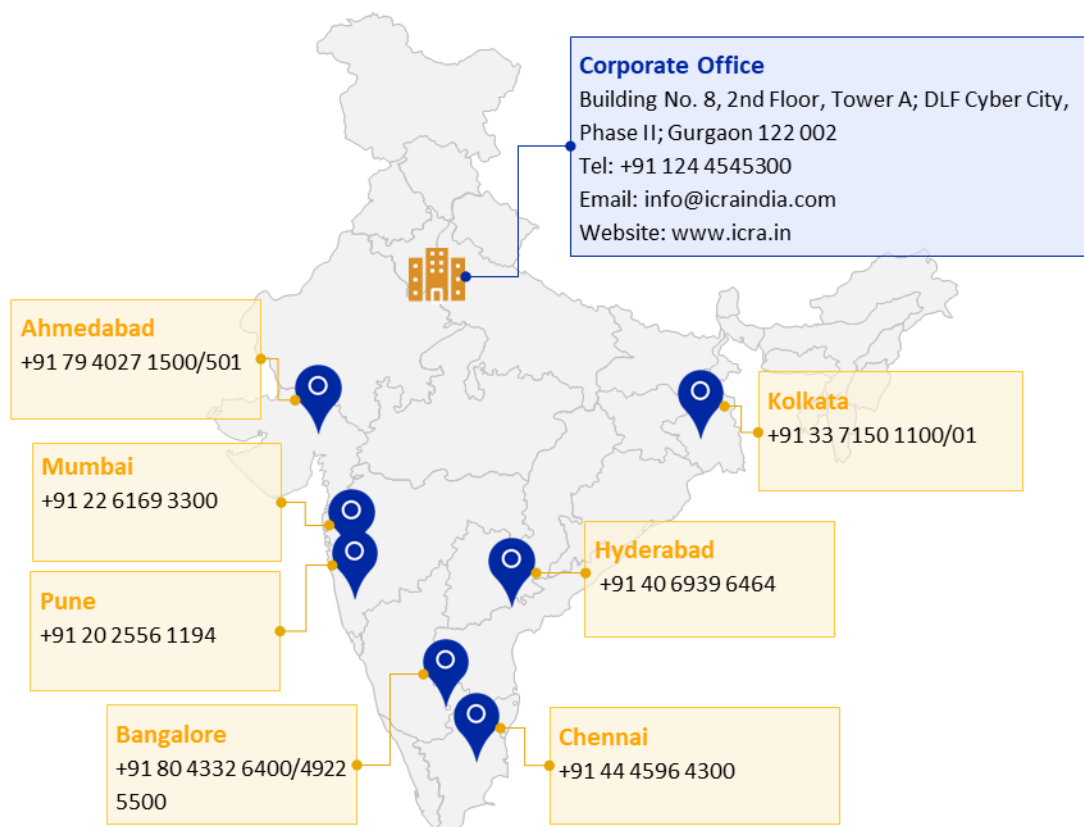 Corporate Office
Building No. 8, 2nd Floor, Tower A; DLF Cyber City,
Phase II; Gurgaon 122 002
Tel: +91 124 4545300
Email: info@icraindia.com
Website: www.icra.in
Ahmedabad
+91 79 4027 1500/501
Kolkata
+91 33 7150 1100/01
Mumbai
+91 22 6169 3300
Hyderabad
+91 40 6939 6464
Pune
+91 20 2556 1194
Bangalore
+91 80 4332 6400/4922
5500
Chennai
+91 44 4596 4300